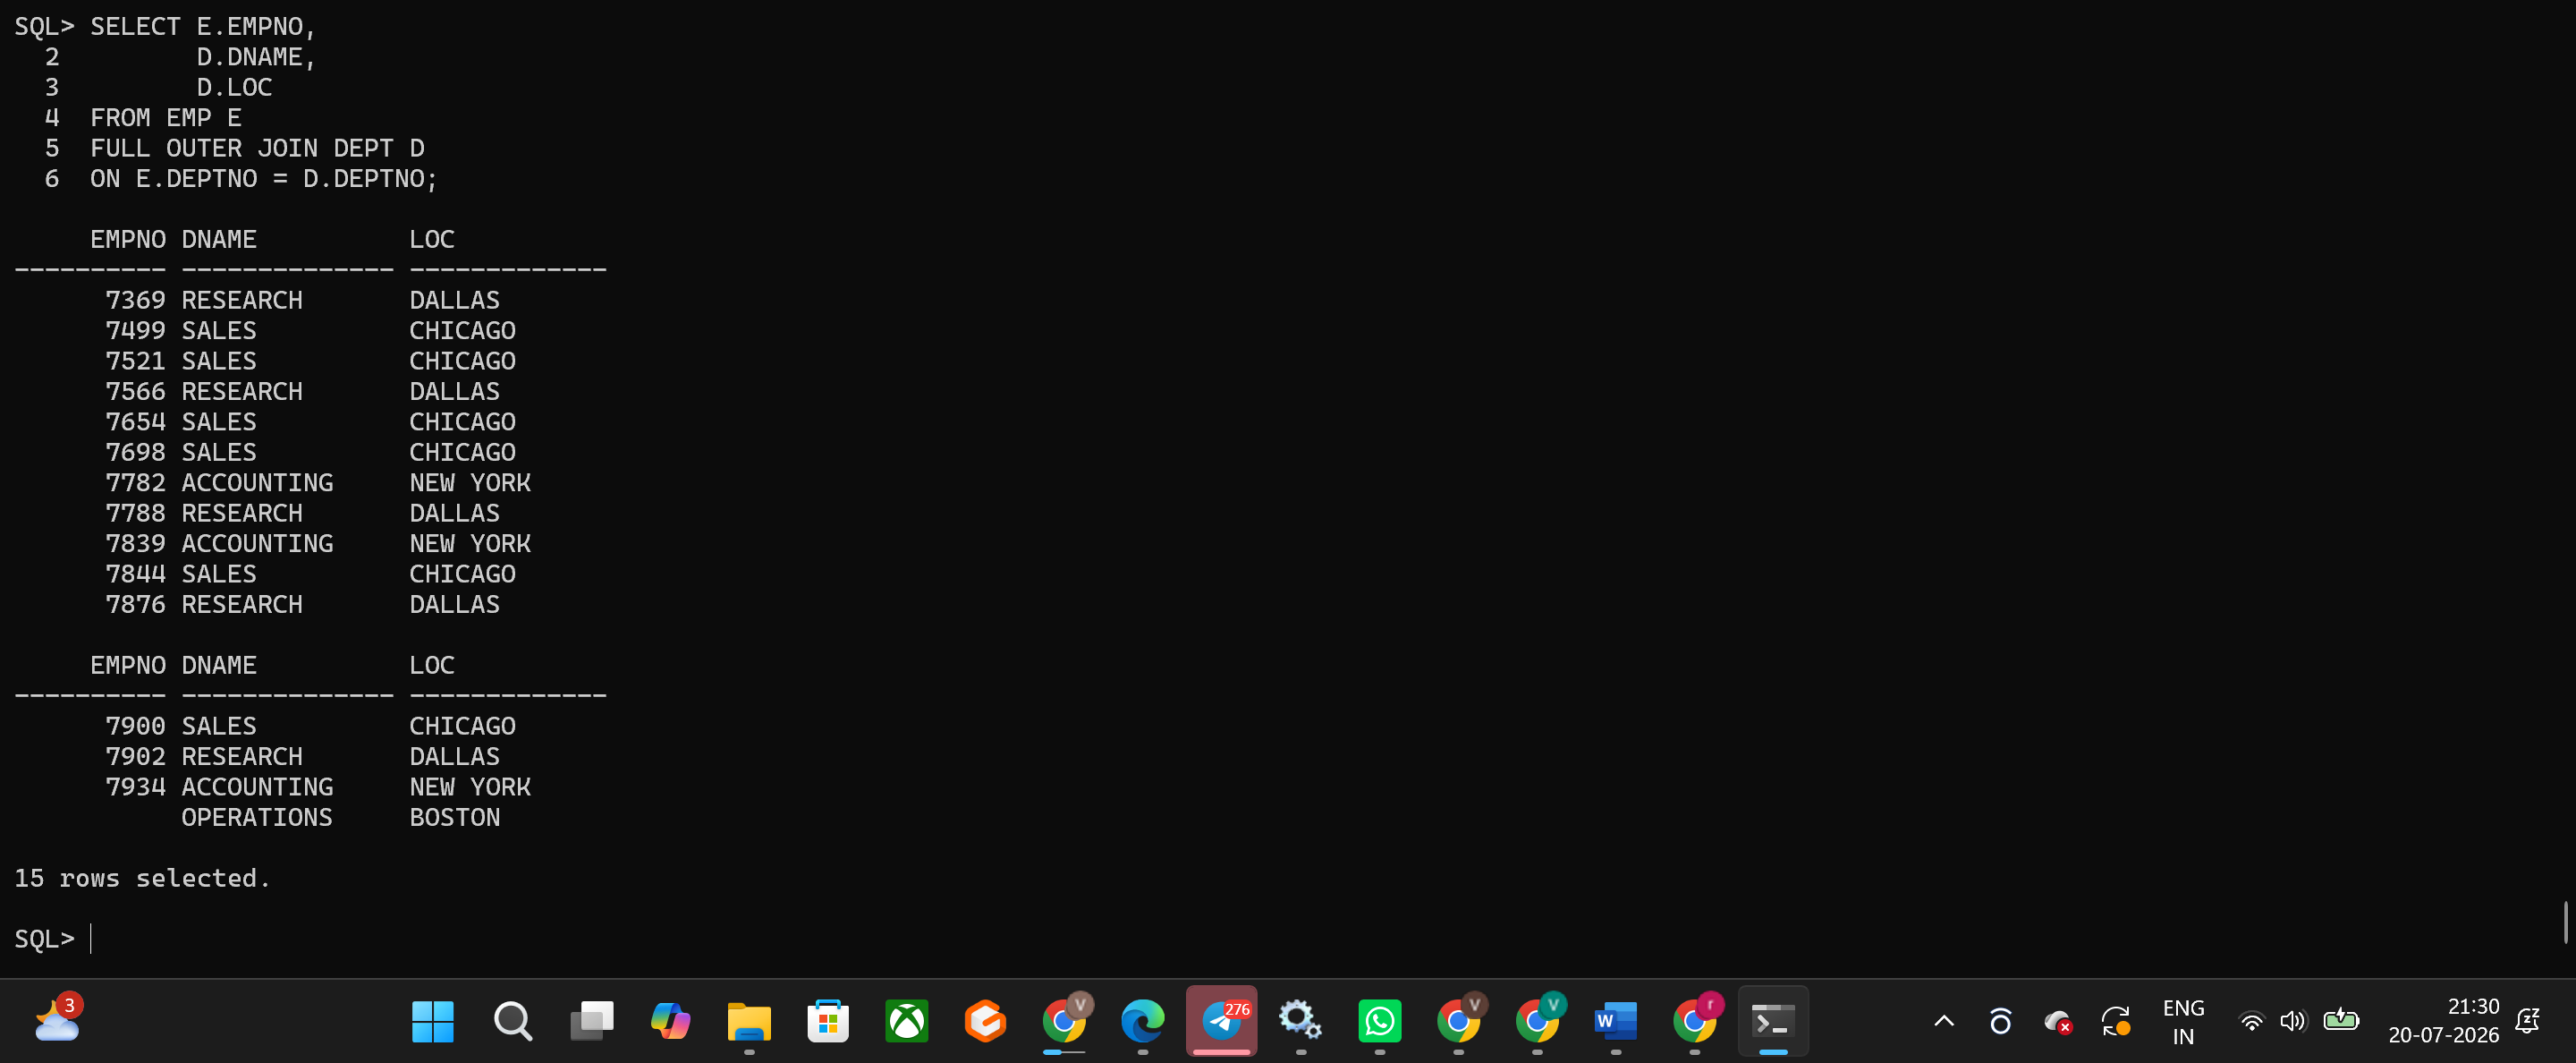 SQL> SELECT E.EMPNO,
  2         D.DNAME,
  3         D.LOC
  4  FROM EMP E
  5  FULL OUTER JOIN DEPT D
  6  ON E.DEPTNO = D.DEPTNO;

     EMPNO DNAME          LOC
---------- -------------- -------------
      7369 RESEARCH       DALLAS
      7499 SALES          CHICAGO
      7521 SALES          CHICAGO
      7566 RESEARCH       DALLAS
      7654 SALES          CHICAGO
      7698 SALES          CHICAGO
      7782 ACCOUNTING     NEW YORK
      7788 RESEARCH       DALLAS
      7839 ACCOUNTING     NEW YORK
      7844 SALES          CHICAGO
      7876 RESEARCH       DALLAS

     EMPNO DNAME          LOC
---------- -------------- -------------
      7900 SALES          CHICAGO
      7902 RESEARCH       DALLAS
      7934 ACCOUNTING     NEW YORK
           OPERATIONS     BOSTON

15 rows selected.

SQL>
3
V
276
V
V
W
r
ENG
IN
21:30
20-07-2026